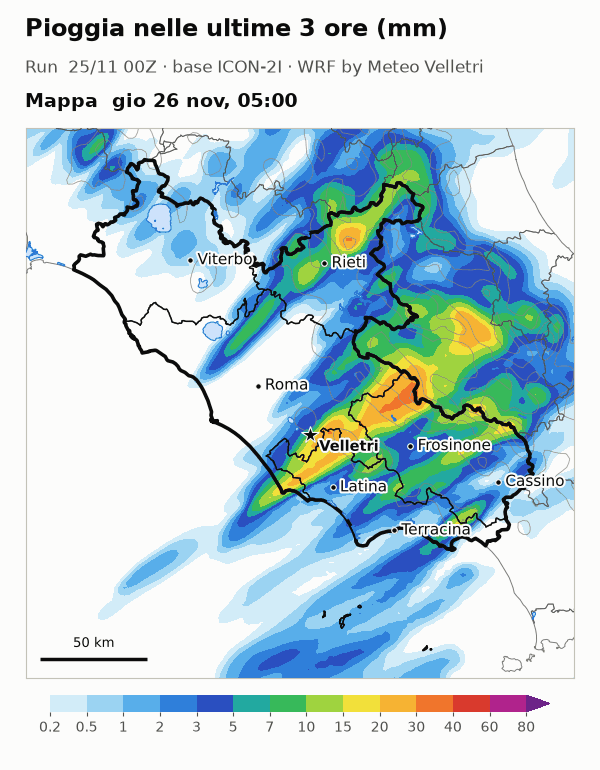 Pioggia nelle ultime 3 ore (mm)
Run  25/11 00Z · base ICON-2I · WRF by Meteo Velletri
Mappa  gio 26 nov, 05:00
Viterbo
Rieti
Roma
Velletri
Frosinone
Latina
Cassino
Terracina
50 km
0.2 0.5 1 2 3 5 7 10 15 20 30 40 60 80